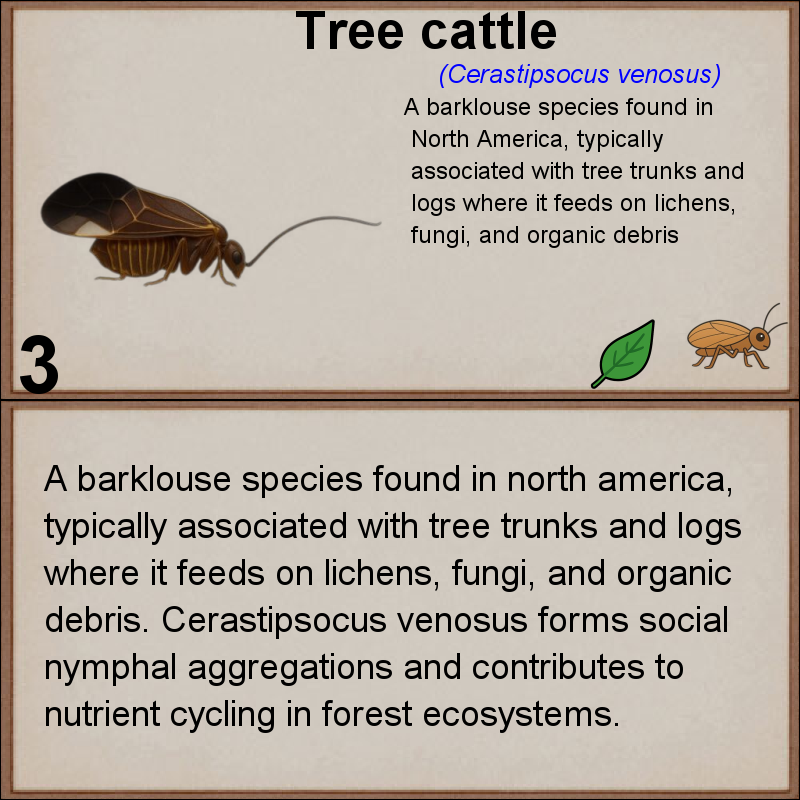 Tree cattle
(Cerastipsocus venosus)
A barklouse species found in
North America, typically
associated with tree trunks and
logs where it feeds on lichens,
fungi, and organic debris
3
A barklouse species found in north america,
typically associated with tree trunks and logs
where it feeds on lichens, fungi, and organic
debris. Cerastipsocus venosus forms social
nymphal aggregations and contributes to
nutrient cycling in forest ecosystems.